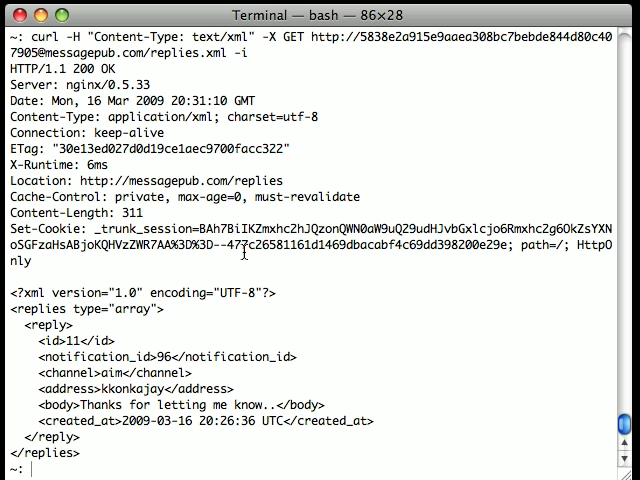 Terminal — bash — 86×28
~: curl -H "Content-Type: text/xml" -X GET http://5838e2a915e9aaea308bc7bebde844d80c40
7905@messagepub.com/replies.xml -i
HTTP/1.1 200 OK
Server: nginx/0.5.33
Date: Mon, 16 Mar 2009 20:31:10 GMT
Content-Type: application/xml; charset=utf-8
Connection: keep-alive
ETag: "30e13ed027d0d19ce1aec9700facc322"
X-Runtime: 6ms
Location: http://messagepub.com/replies
Cache-Control: private, max-age=0, must-revalidate
Content-Length: 311
Set-Cookie: _trunk_session=BAh7BiIKZmxhc2hJQzonQWN0aW9uQ29udHJvbGxlcjo6Rmxhc2g6OkZsYXN
oSGFzaHsABjoKQHVzZWR7AA%3D%3D--477c26581161d1469dbacabf4c69dd398200e29e; path=/; HttpO
nly
<?xml version="1.0" encoding="UTF-8"?>
<replies type="array">
<reply>
<id>11</id>
<notification_id>96</notification_id>
<channel>aim</channel>
<address>kkonkajay</address>
<body>Thanks for letting me know..</body>
<created_at>2009-03-16 20:26:36 UTC</created_at>
</reply>
</replies>
~: